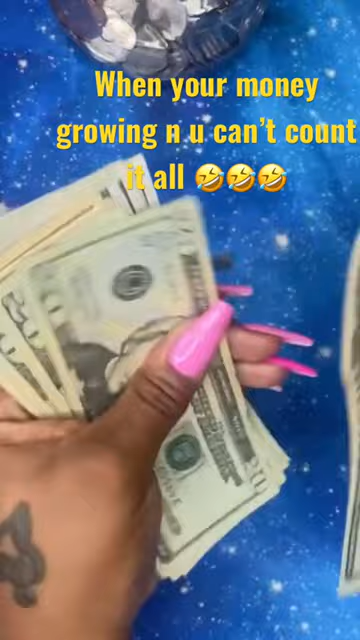 When your money
growing n u can't count
it all 🤣🤣🤣